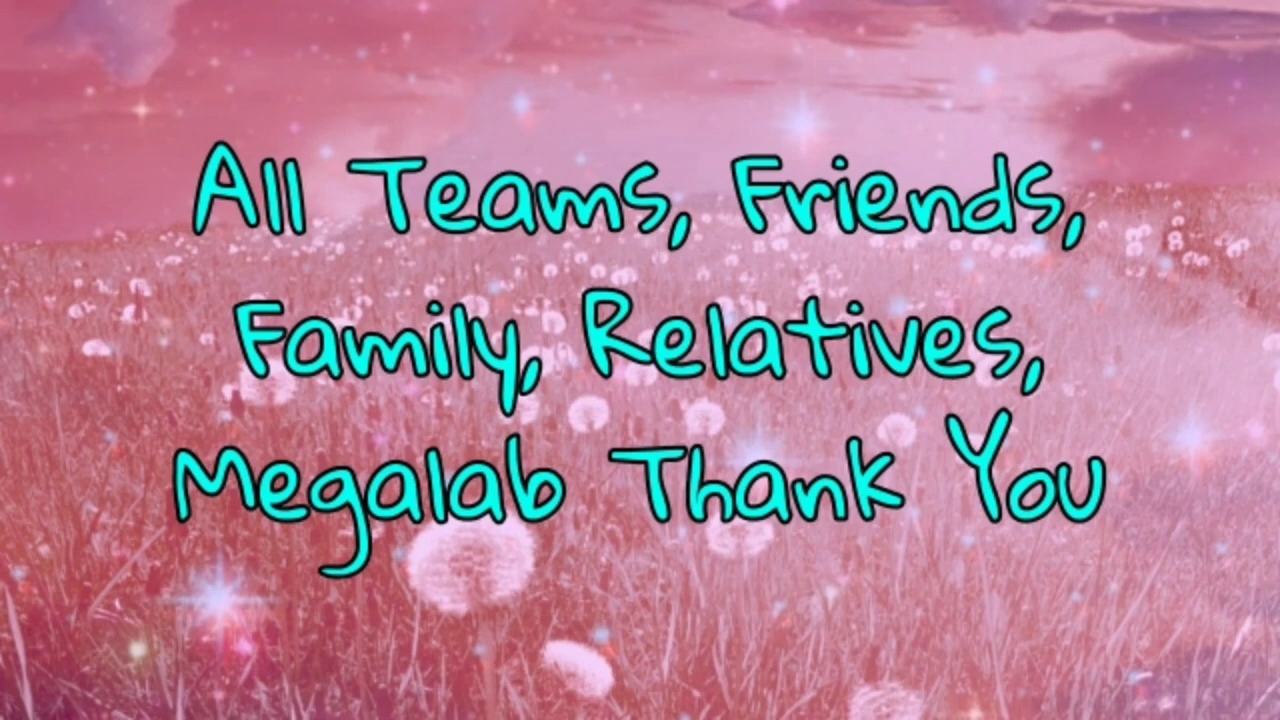 All Teams, Friends,
Family, Relatives,
Megalab Thank You